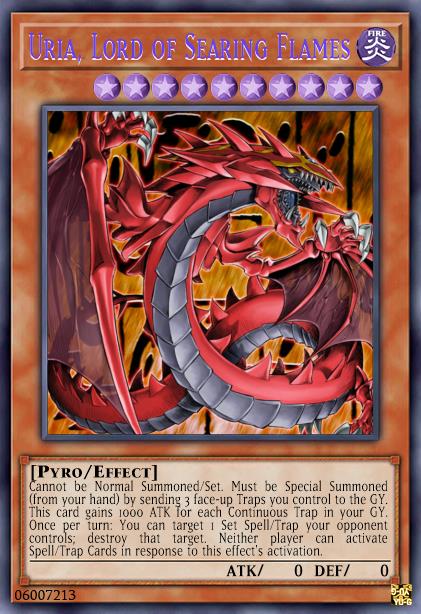 Uria, Lord of Searing Flames
FIRE
炎
[Pyro/Effect]
Cannot be Normal Summoned/Set. Must be Special Summoned
(from your hand) by sending 3 face-up Traps you control to the GY.
This card gains 1000 ATK for each Continuous Trap in your GY.
Once per turn: You can target 1 Set Spell/Trap your opponent
controls; destroy that target. Neither player can activate
Spell/Trap Cards in response to this effect's activation.
ATK/ 0 DEF/ 0
06007213